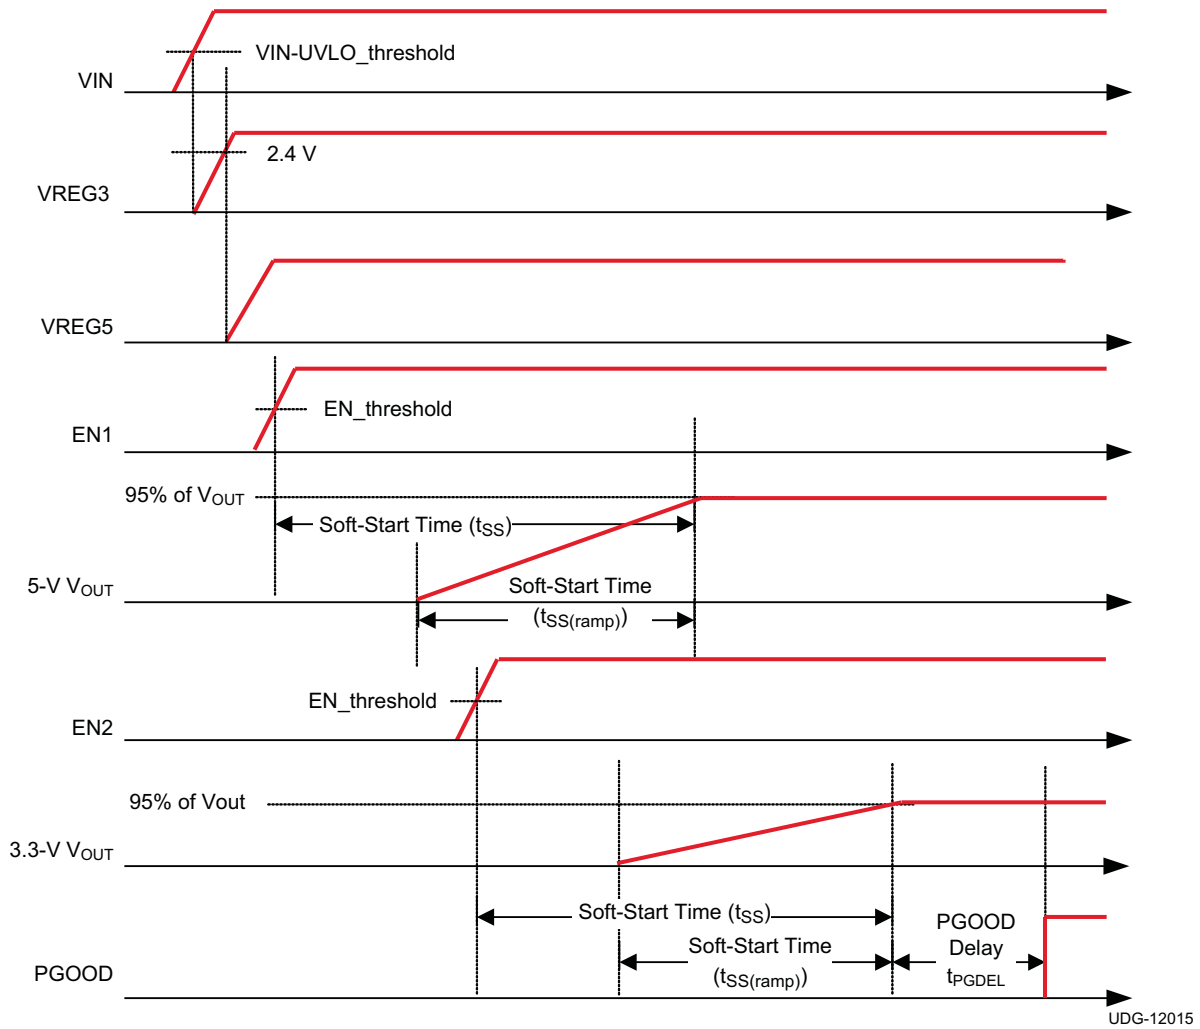 VIN-UVLO_threshold
VIN
2.4 V
VREG3
VREG5
EN_threshold
EN1
95% of VOUT
Soft-Start Time (tSS)
5-V VOUT
Soft-Start Time
(tSS(ramp))
EN_threshold
EN2
95% of Vout
3.3-V VOUT
Soft-Start Time (tSS)
PGOOD
Delay
tPGDEL
Soft-Start Time
(tSS(ramp))
PGOOD
UDG-12015